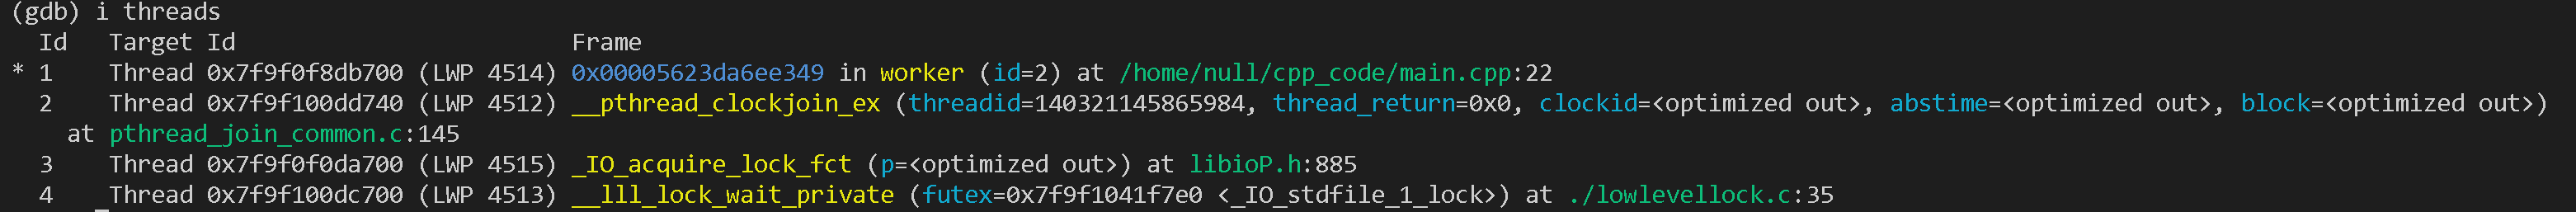 (gdb) i threads
  Id   Target Id                      Frame
* 1    Thread 0x7f9f0f8db700 (LWP 4514) 0x00005623da6ee349 in worker (id=2) at /home/null/cpp_code/main.cpp:22
  2    Thread 0x7f9f100dd740 (LWP 4512) __pthread_clockjoin_ex (threadid=140321145865984, thread_return=0x0, clockid=<optimized out>, abstime=<optimized out>, block=<optimized out>)
    at pthread_join_common.c:145
  3    Thread 0x7f9f0f0da700 (LWP 4515) _IO_acquire_lock_fct (p=<optimized out>) at libioP.h:885
  4    Thread 0x7f9f100dc700 (LWP 4513) __lll_lock_wait_private (futex=0x7f9f1041f7e0 <_IO_stdfile_1_lock>) at ./lowlevellock.c:35